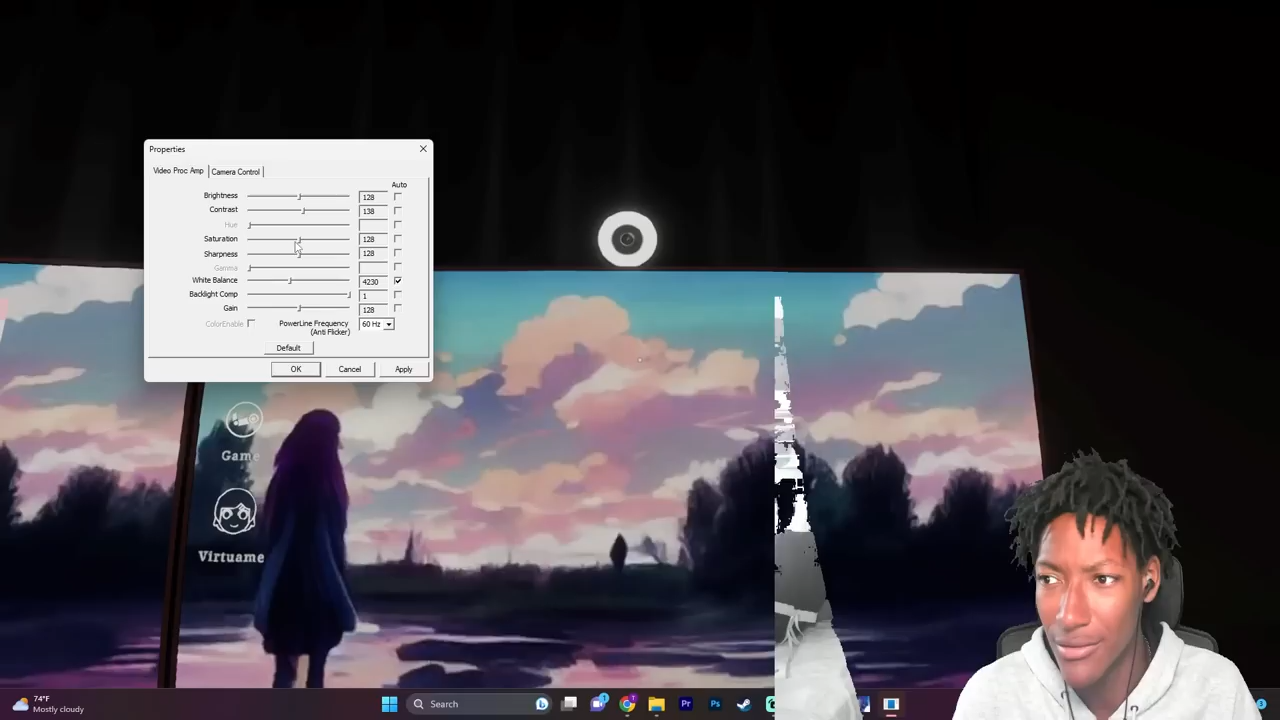 Properties
Video Proc Amp
Camera Control
Auto
Brightness 128
Contrast 138
Hue
Saturation 128
Sharpness 128
Gamma
White Balance 4230
Backlight Comp 1
Gain 128
ColorEnable PowerLine Frequency 60 Hz
(Anti Flicker)
Default
OK Cancel Apply
Game
Virtuame
74°F
Mostly cloudy
Search
Pr
Ps